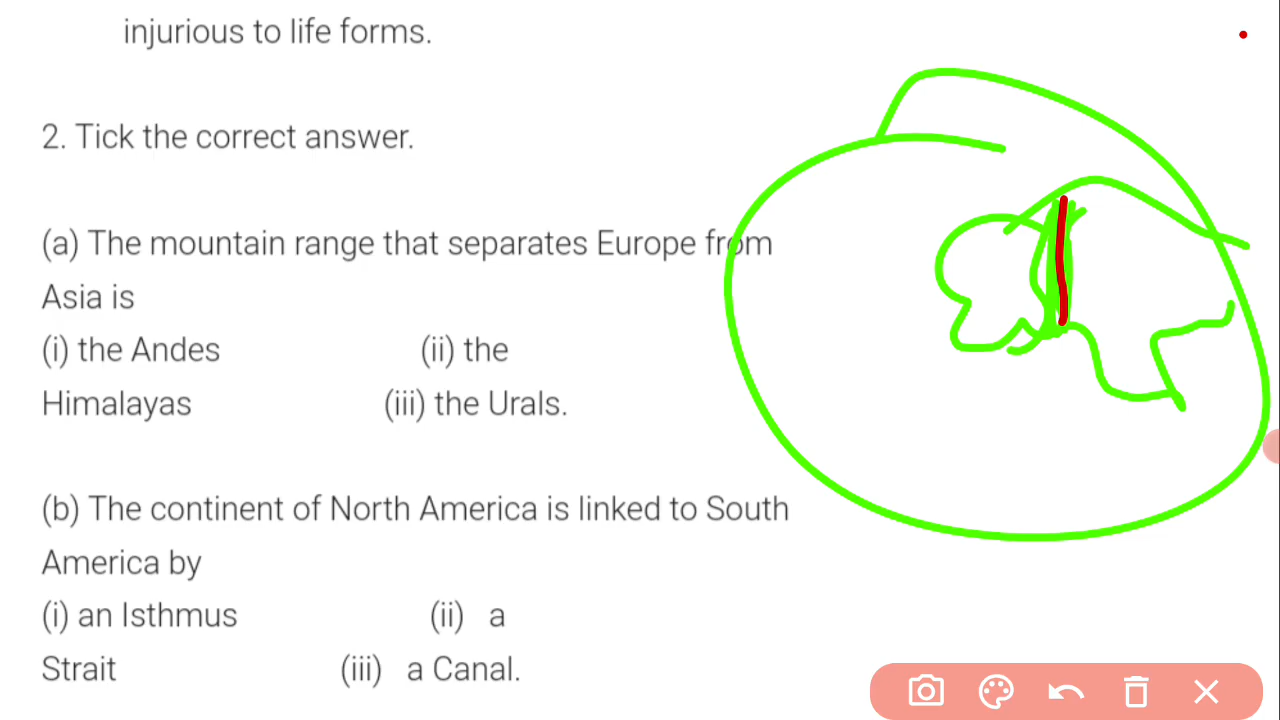 injurious to life forms.
2. Tick the correct answer.
(a) The mountain range that separates Europe from
Asia is
(i) the Andes (ii) the
Himalayas (iii) the Urals.
(b) The continent of North America is linked to South
America by
(i) an Isthmus (ii) a
Strait (iii) a Canal.